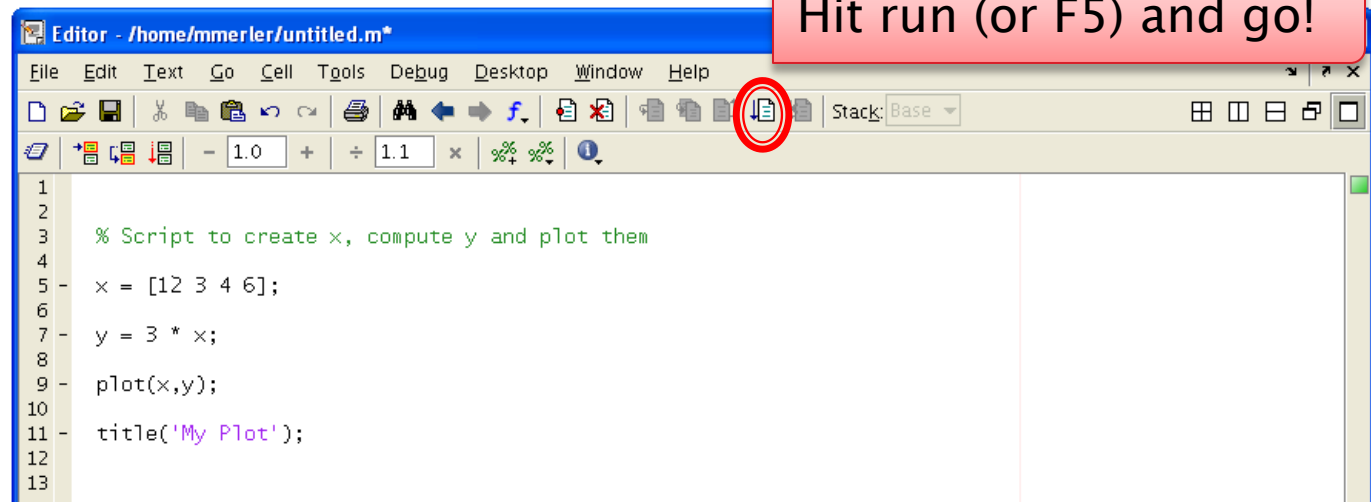 Hit run (or F5) and go!
Editor - /home/mmerler/untitled.m*
File Edit Text Go Cell Tools Debug Desktop Window Help
Stack: Base
- 1.0 + ÷ 1.1 ×
1
2
3 % Script to create x, compute y and plot them
4
5 - x = [12 3 4 6];
6
7 - y = 3 * x;
8
9 - plot(x,y);
10
11 - title('My Plot');
12
13